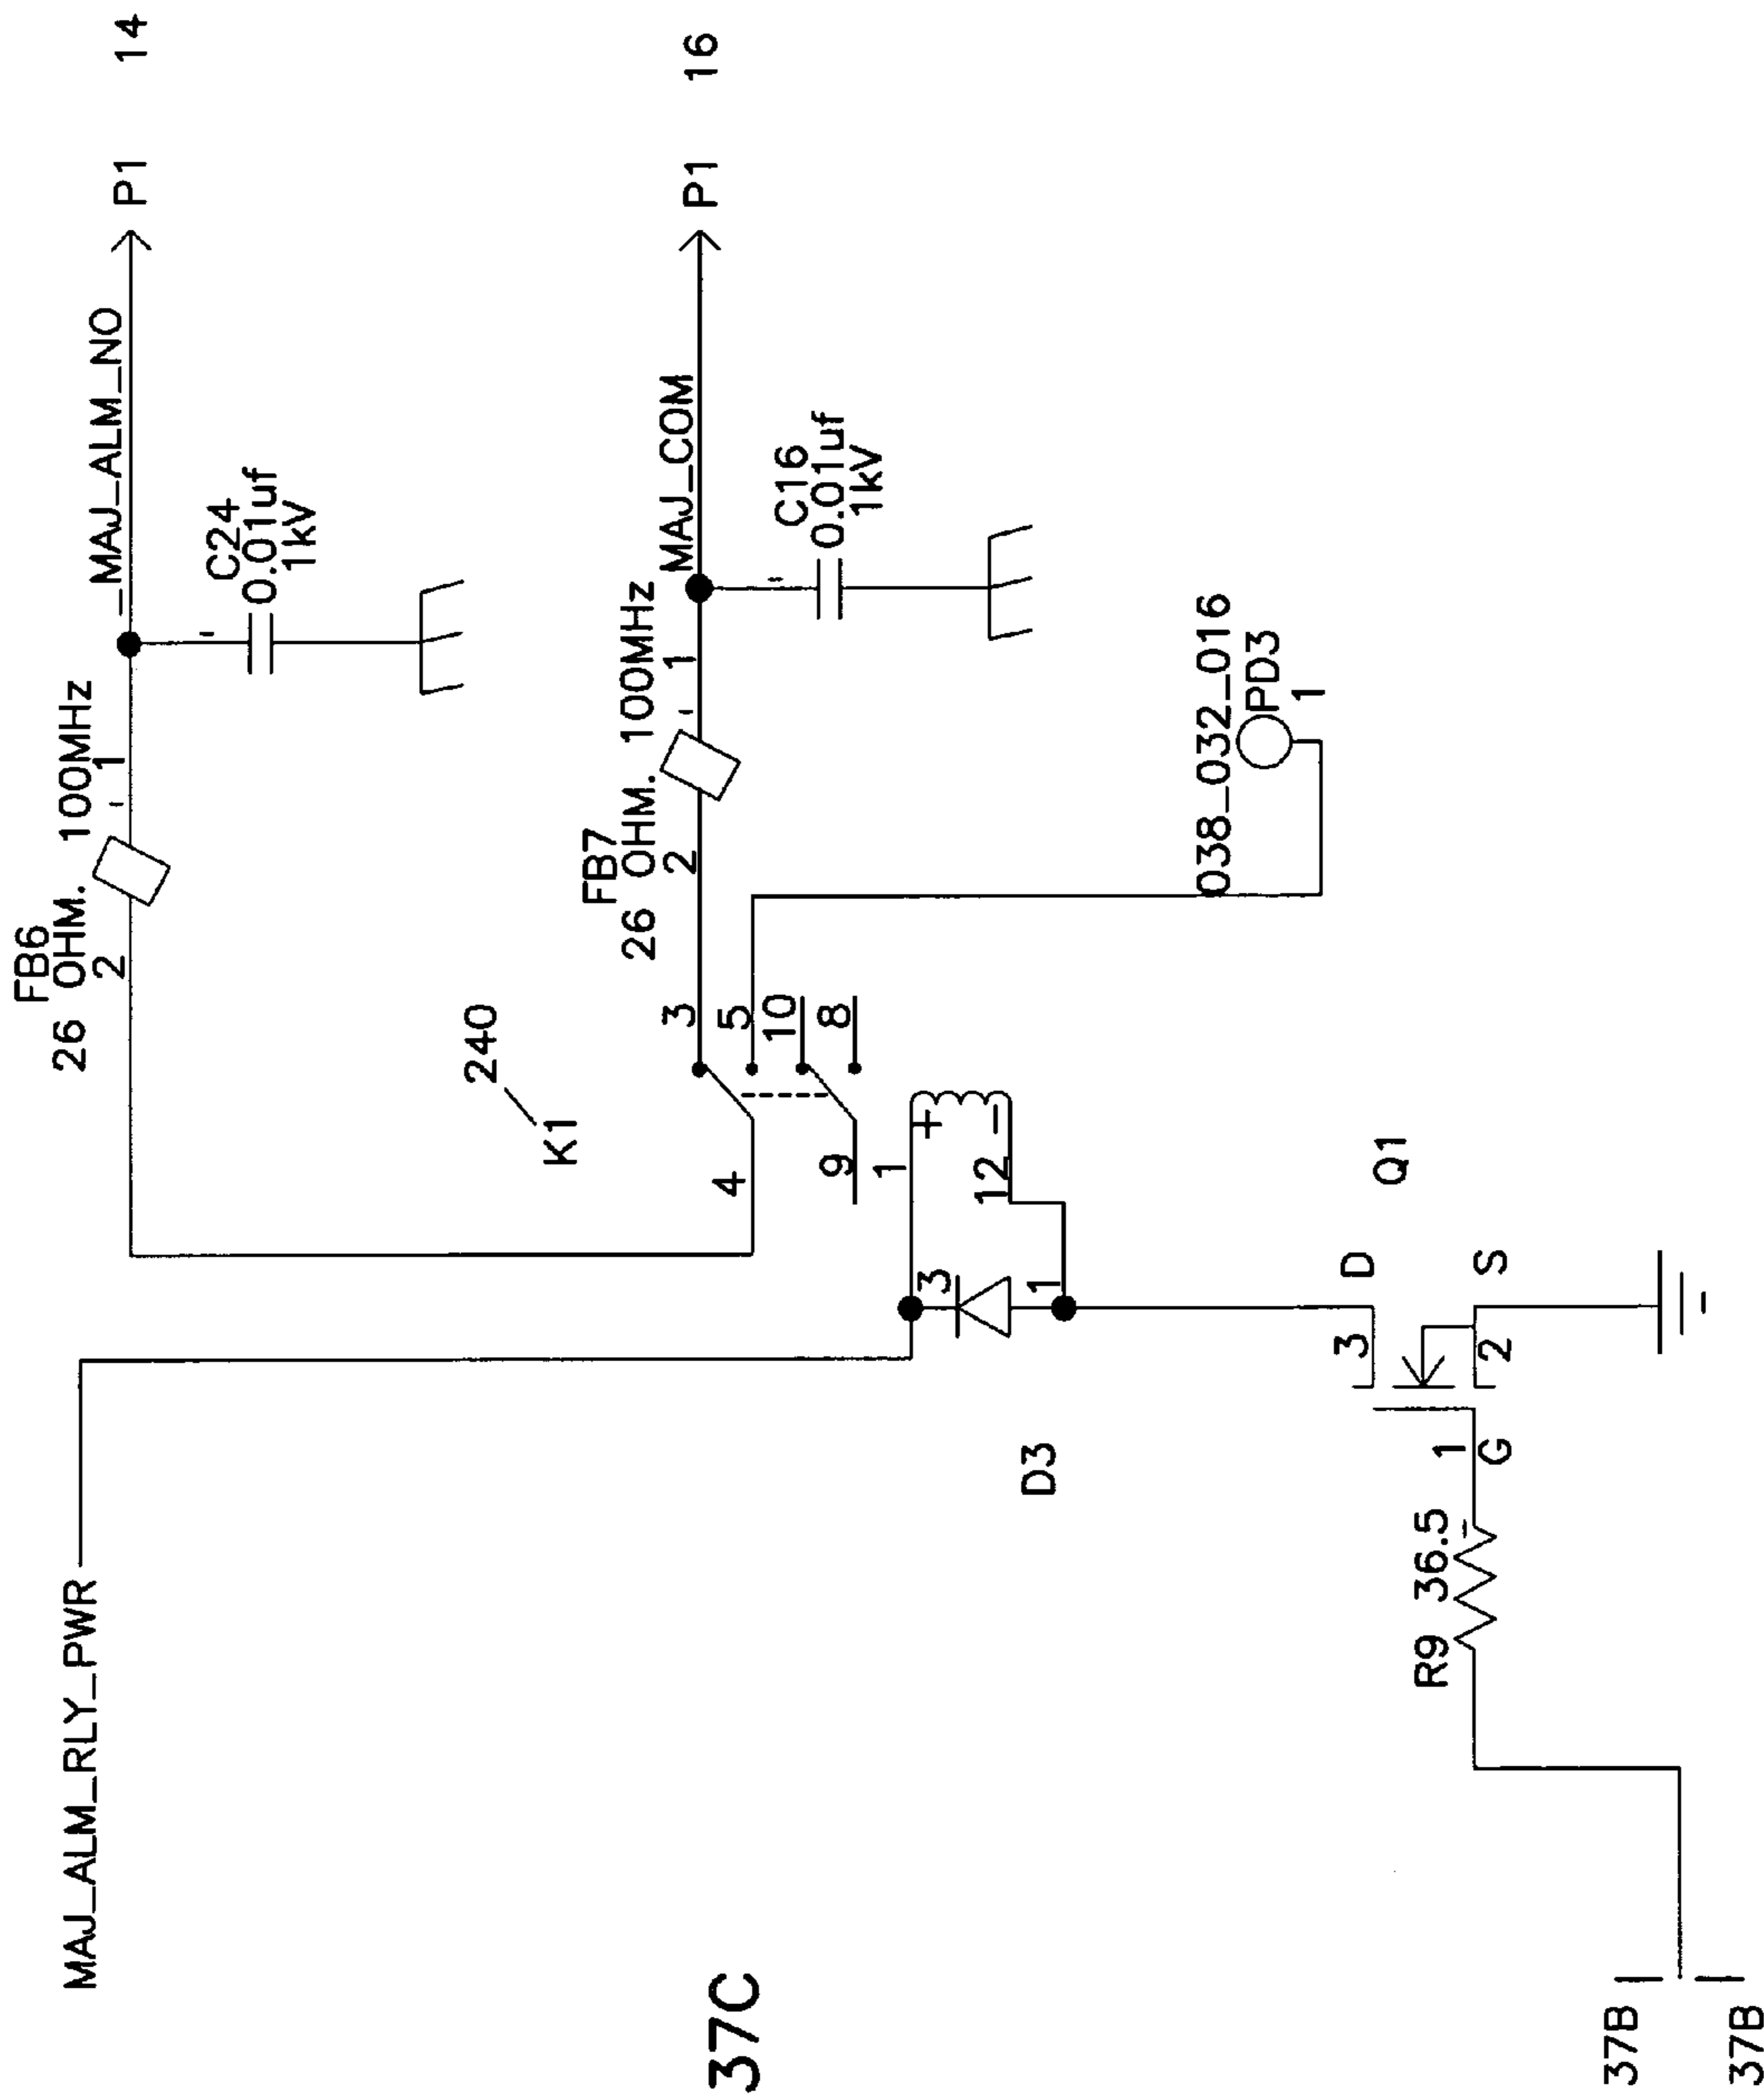 MAJ_ALM_RLY_PWR
FB6
26 OHM. 100MHz
2
1
_MAJ_ALM_NO
P1 14
C24
0.01uf
1kV
240
K1
FB7
26 OHM. 100MHz
2
1
MAJ_COM
P1 16
C16
0.01uf
1kV
4
3
5
10
9
8
1
+
12
-
038_032_016
PD3
1
3
1
D3
37C
Q1
D
3
S
2
1
G
R9 36.5
37B
37B